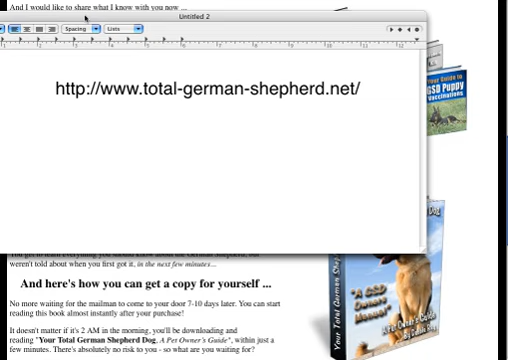 And I would like to share what I know with you now ...
Untitled 2
Spacing
Lists
http://www.total-german-shepherd.net/
Your Guide to
GSD Puppy
Vaccinations
weren't told about when you first got it, in the next few minutes...
And here's how you can get a copy for yourself ...
No more waiting for the mailman to come to your door 7-10 days later. You can start
reading this book almost instantly after your purchase!
It doesn't matter if it's 2 AM in the morning, you'll be downloading and
reading "Your Total German Shepherd Dog, A Pet Owner's Guide", within just a
few minutes. There's absolutely no risk to you - so what are you waiting for?
Dog
Your Total German She
"A GSD
Owners
Manual"